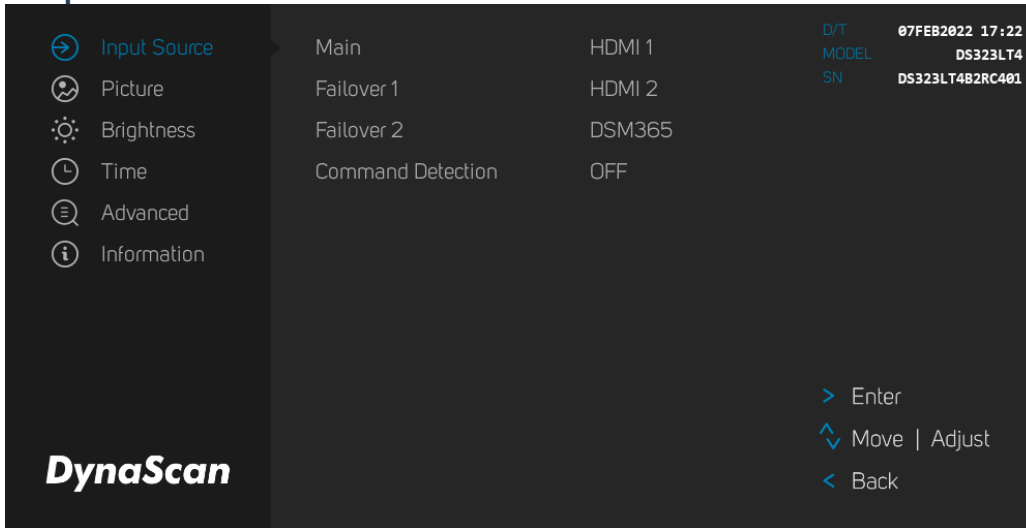 Input Source
Picture
Brightness
Time
Advanced
Information
DynaScan
Main HDMI 1
Failover 1 HDMI 2
Failover 2 DSM365
Command Detection OFF
D/T 07FEB2022 17:22
MODEL DS323LT4
SN DS323LT4B2RC401
> Enter
Move | Adjust
< Back